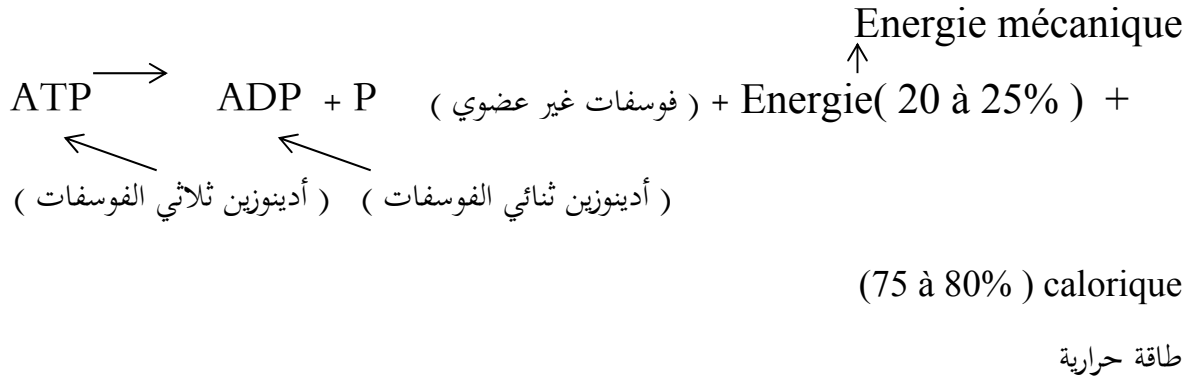 Energie mécanique
ATP → ADP + P ( فوسفات غير عضوي ) + Energie( 20 à 25% ) +
( أدينوزين ثلاثي الفوسفات ) ( أدينوزين ثنائي الفوسفات )
(75 à 80% ) calorique
طاقة حرارية